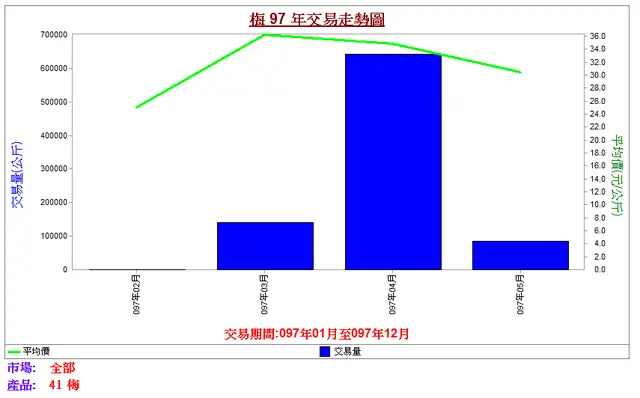 梅 97 年交易走勢圖
700000
600000
500000
400000
300000
200000
100000
0
交易量(公斤)
36.0
34.0
32.0
30.0
28.0
26.0
24.0
22.0
20.0
18.0
16.0
14.0
12.0
10.0
8.0
6.0
4.0
2.0
0.0
平均價(元/公斤)
097年02月
097年03月
097年04月
097年05月
交易期間:097年01月至097年12月
平均價
交易量
市場: 全部
產品: 41 梅